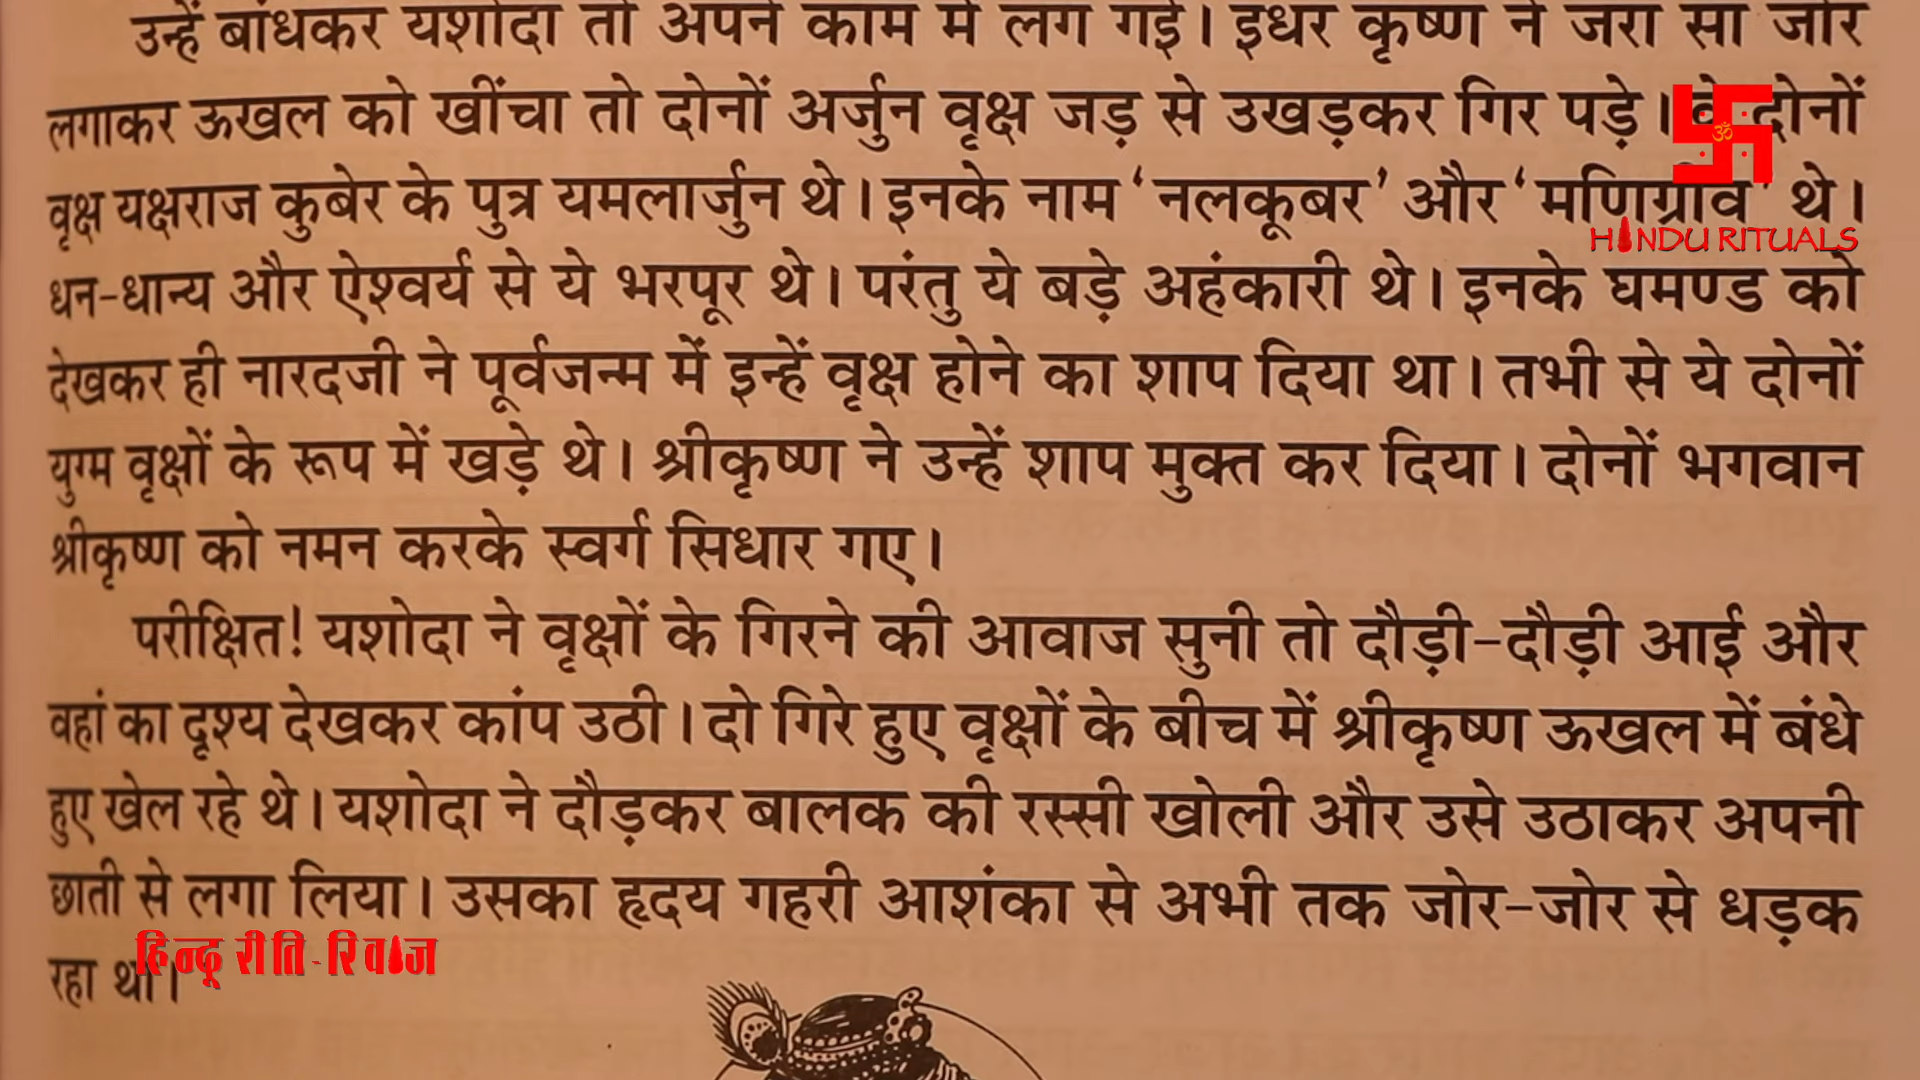 उन्हें बांधकर यशोदा तो अपने काम में लग गईं। इधर कृष्ण ने जरा सा जोर
लगाकर ऊखल को खींचा तो दोनों अर्जुन वृक्ष जड़ से उखड़कर गिर पड़े। वे दोनों
ॐ
वृक्ष यक्षराज कुबेर के पुत्र यमलार्जुन थे। इनके नाम ‘नलकूबर’ और ‘मणिग्रीव’ थे।
HINDU RITUALS
धन-धान्य और ऐश्वर्य से ये भरपूर थे। परंतु ये बड़े अहंकारी थे। इनके घमण्ड को
देखकर ही नारदजी ने पूर्वजन्म में इन्हें वृक्ष होने का शाप दिया था। तभी से ये दोनों
युग्म वृक्षों के रूप में खड़े थे। श्रीकृष्ण ने उन्हें शाप मुक्त कर दिया। दोनों भगवान
श्रीकृष्ण को नमन करके स्वर्ग सिधार गए।
परीक्षित! यशोदा ने वृक्षों के गिरने की आवाज सुनी तो दौड़ी-दौड़ी आई और
वहां का दृश्य देखकर कांप उठी। दो गिरे हुए वृक्षों के बीच में श्रीकृष्ण ऊखल में बंधे
हुए खेल रहे थे। यशोदा ने दौड़कर बालक की रस्सी खोली और उसे उठाकर अपनी
छाती से लगा लिया। उसका हृदय गहरी आशंका से अभी तक जोर-जोर से धड़क
रहा था।
हिन्दू रीति-रिवाज